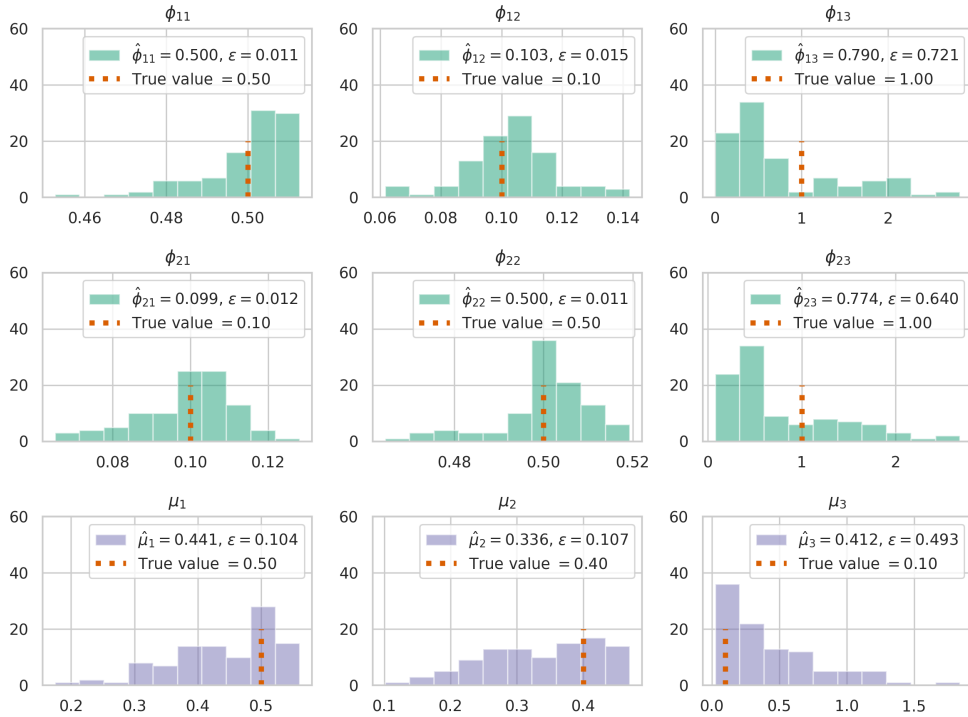 ϕ11
60
40
20
0
0.46
0.48
0.50
ϕ̂11 = 0.500, ε = 0.011
True value = 0.50
ϕ12
60
40
20
0
0.06
0.08
0.10
0.12
0.14
ϕ̂12 = 0.103, ε = 0.015
True value = 0.10
ϕ13
60
40
20
0
0
1
2
ϕ̂13 = 0.790, ε = 0.721
True value = 1.00
ϕ21
60
40
20
0
0.08
0.10
0.12
ϕ̂21 = 0.099, ε = 0.012
True value = 0.10
ϕ22
60
40
20
0
0.48
0.50
0.52
ϕ̂22 = 0.500, ε = 0.011
True value = 0.50
ϕ23
60
40
20
0
0
1
2
ϕ̂23 = 0.774, ε = 0.640
True value = 1.00
μ1
60
40
20
0
0.2
0.3
0.4
0.5
μ̂1 = 0.441, ε = 0.104
True value = 0.50
μ2
60
40
20
0
0.1
0.2
0.3
0.4
μ̂2 = 0.336, ε = 0.107
True value = 0.40
μ3
60
40
20
0
0.0
0.5
1.0
1.5
μ̂3 = 0.412, ε = 0.493
True value = 0.10